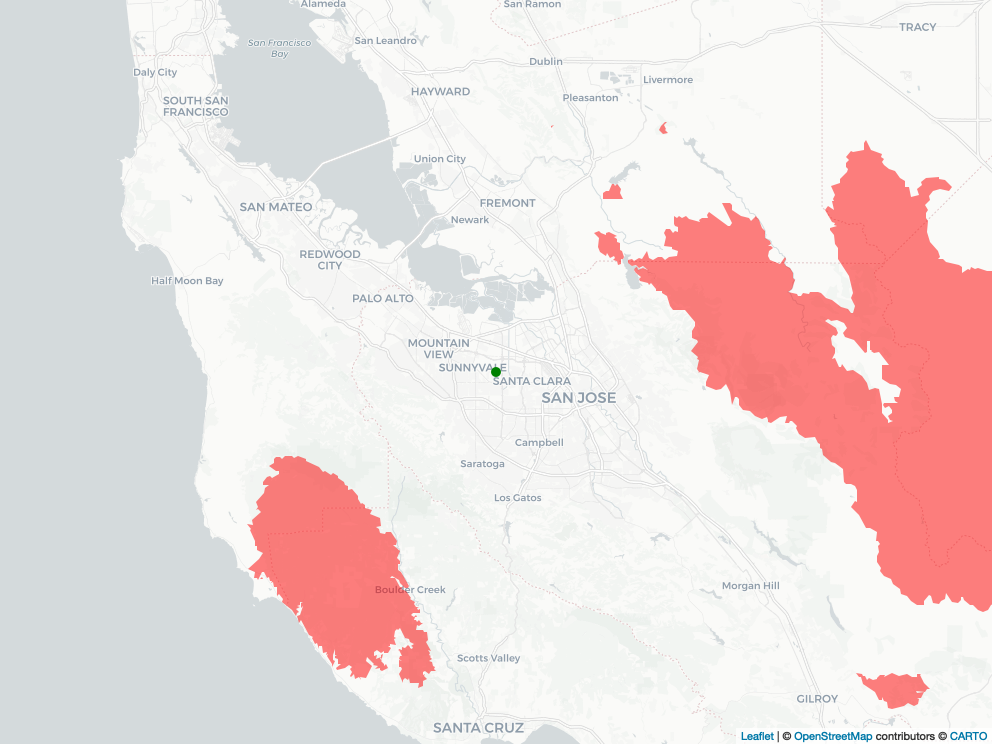 Alameda
San Ramon
TRACY
San Leandro
San Francisco
Bay
Dublin
Daly City
Livermore
HAYWARD
Pleasanton
SOUTH SAN
FRANCISCO
Union City
FREMONT
SAN MATEO
Newark
REDWOOD
CITY
Half Moon Bay
PALO ALTO
MOUNTAIN
VIEW
SUNNYVALE
SANTA CLARA
SAN JOSE
Campbell
Saratoga
Los Gatos
Morgan Hill
Boulder Creek
Scotts Valley
GILROY
SANTA CRUZ
Leaflet | © OpenStreetMap contributors © CARTO